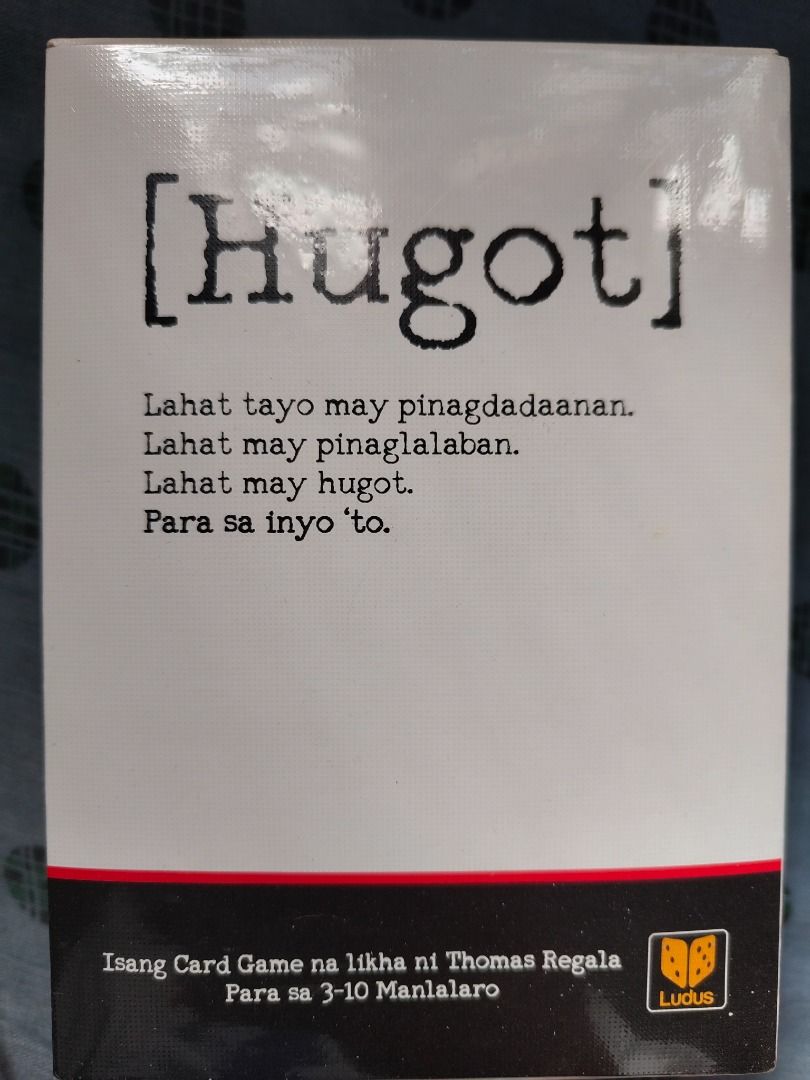 [Hugot]
Lahat tayo may pinagdadaanan.
Lahat may pinaglalaban.
Lahat may hugot.
Para sa inyo ‘to.
Isang Card Game na likha ni Thomas Regala
Para sa 3-10 Manlalaro
Ludus